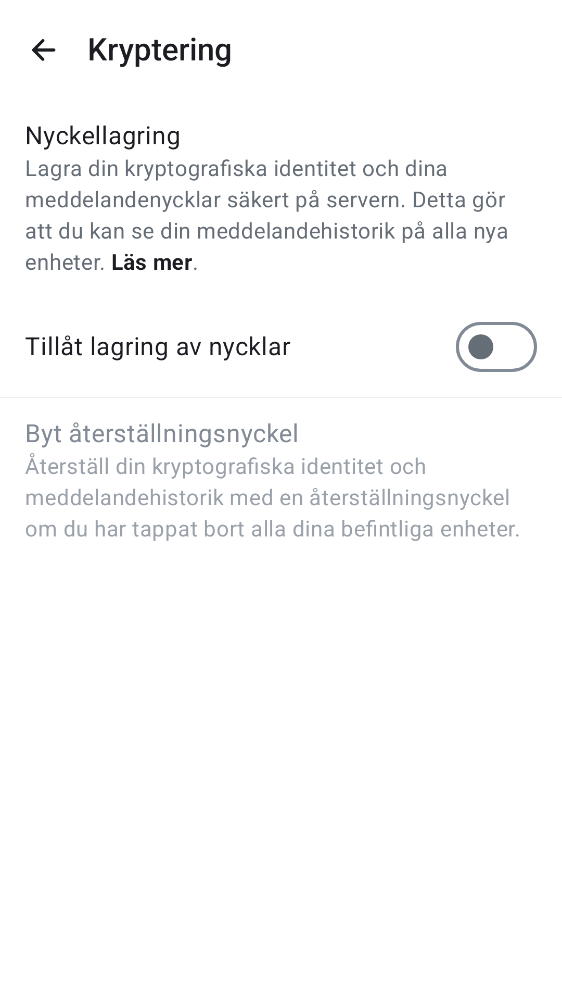 Kryptering
Nyckellagring
Lagra din kryptografiska identitet och dina
meddelandenycklar säkert på servern. Detta gör
att du kan se din meddelandehistorik på alla nya
enheter. Läs mer.
Tillåt lagring av nycklar
Byt återställningsnyckel
Återställ din kryptografiska identitet och
meddelandehistorik med en återställningsnyckel
om du har tappat bort alla dina befintliga enheter.